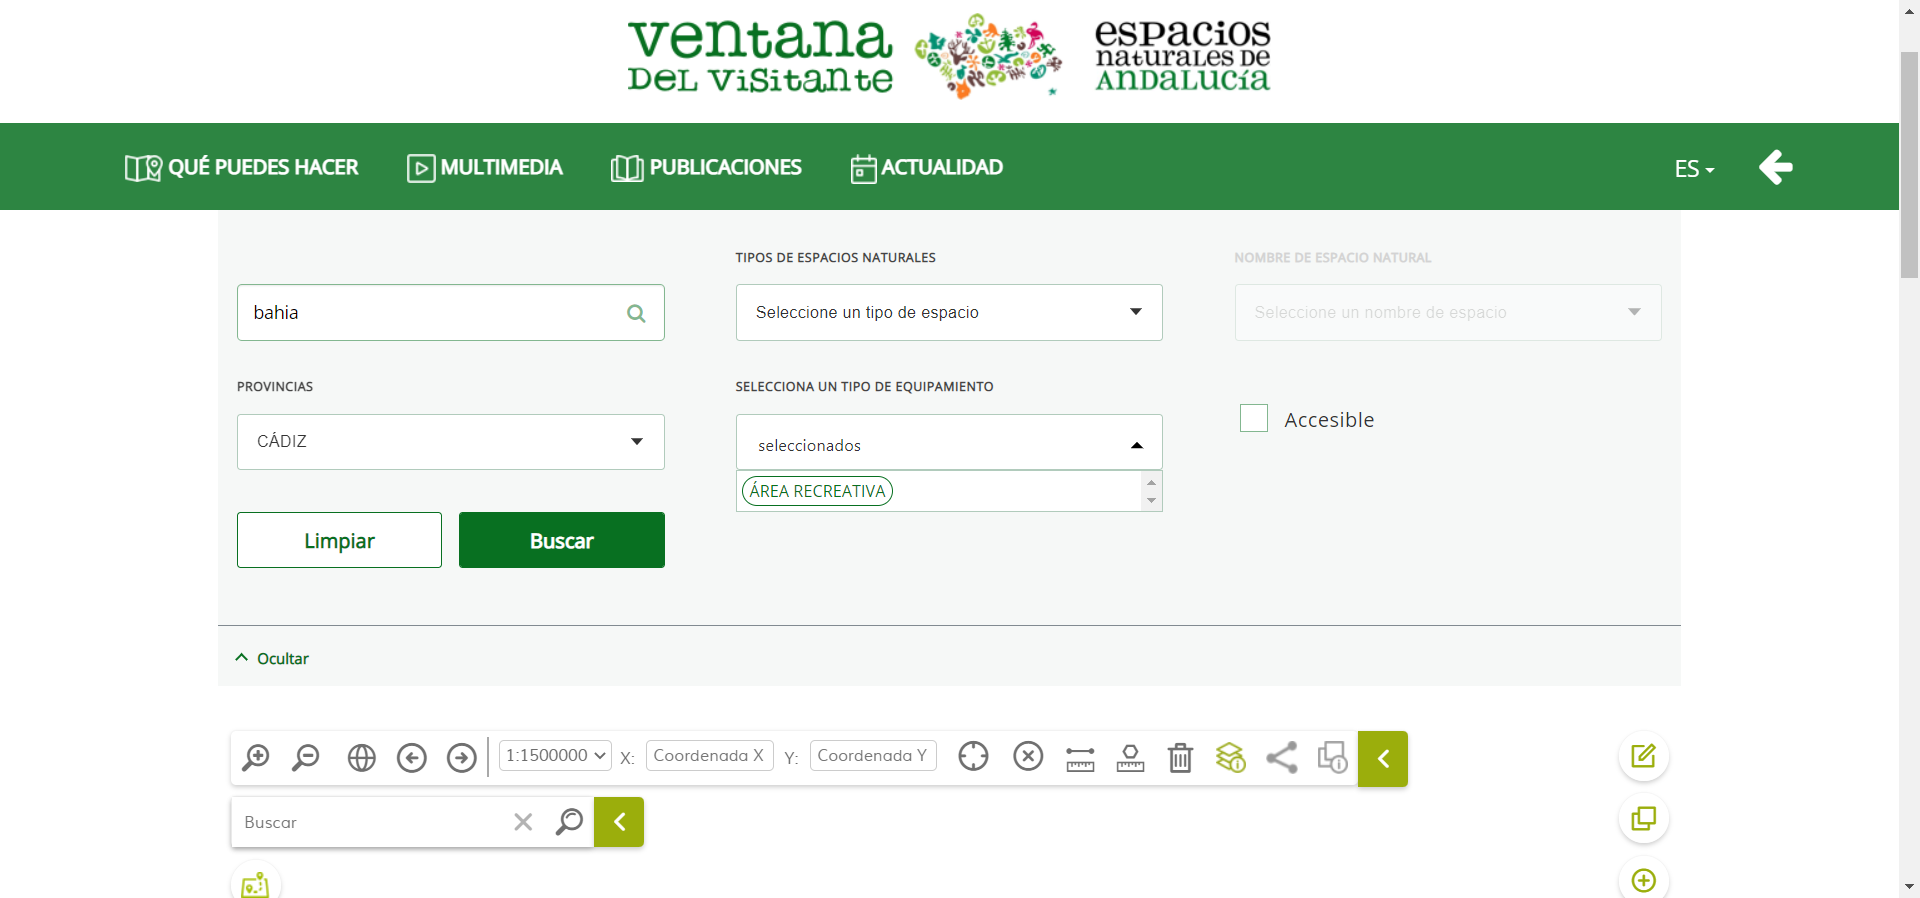 ventana
DEL VISITANTE
espacios
NATURALES DE
ANDALUCÍA
QUÉ PUEDES HACER
MULTIMEDIA
PUBLICACIONES
ACTUALIDAD
ES
TIPOS DE ESPACIOS NATURALES
NOMBRE DE ESPACIO NATURAL
bahia
Seleccione un tipo de espacio
Seleccione un nombre de espacio
PROVINCIAS
SELECCIONA UN TIPO DE EQUIPAMIENTO
CÁDIZ
seleccionados
Accesible
ÁREA RECREATIVA
Limpiar
Buscar
Ocultar
1:1500000
X:
Coordenada X
Y:
Coordenada Y
Buscar